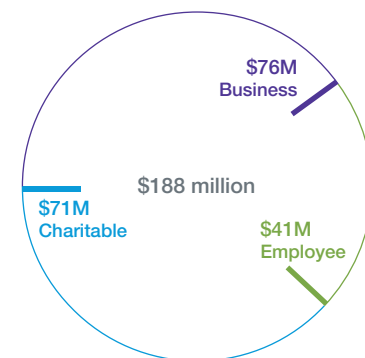 $76M
Business
$188 million
$71M
Charitable
$41M
Employee